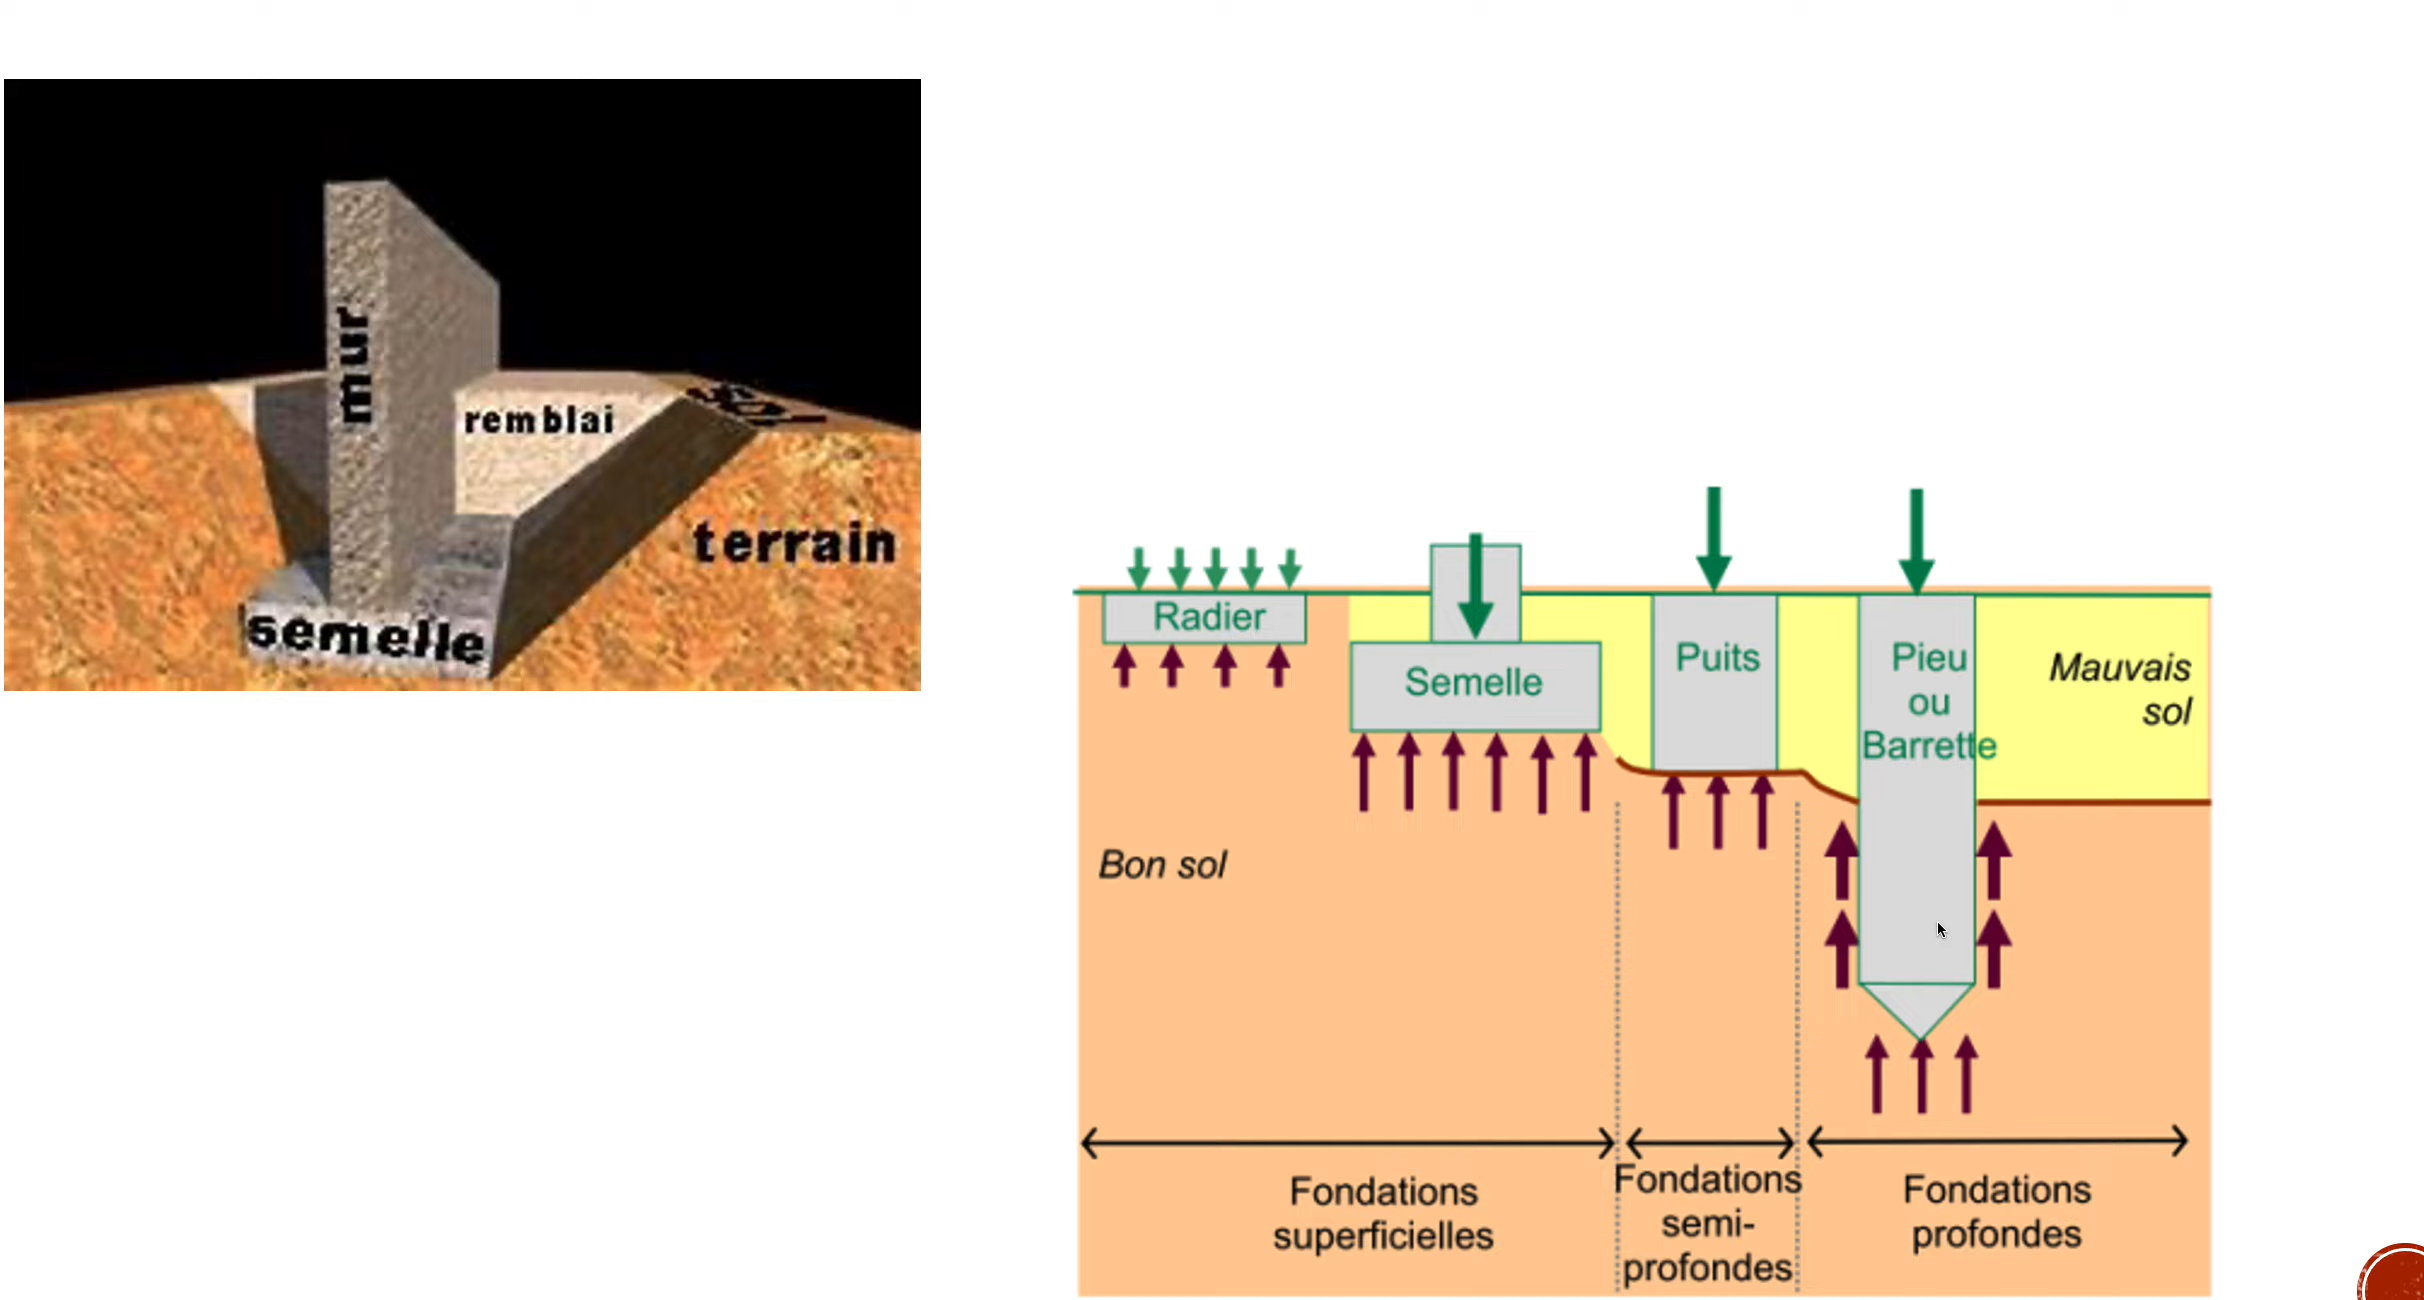 mur
remblai
sol
terrain
semelle
Radier
Semelle
Puits
Pieu
ou
Barrette
Mauvais
sol
Bon sol
Fondations
superficielles
Fondations
semi-
profondes
Fondations
profondes